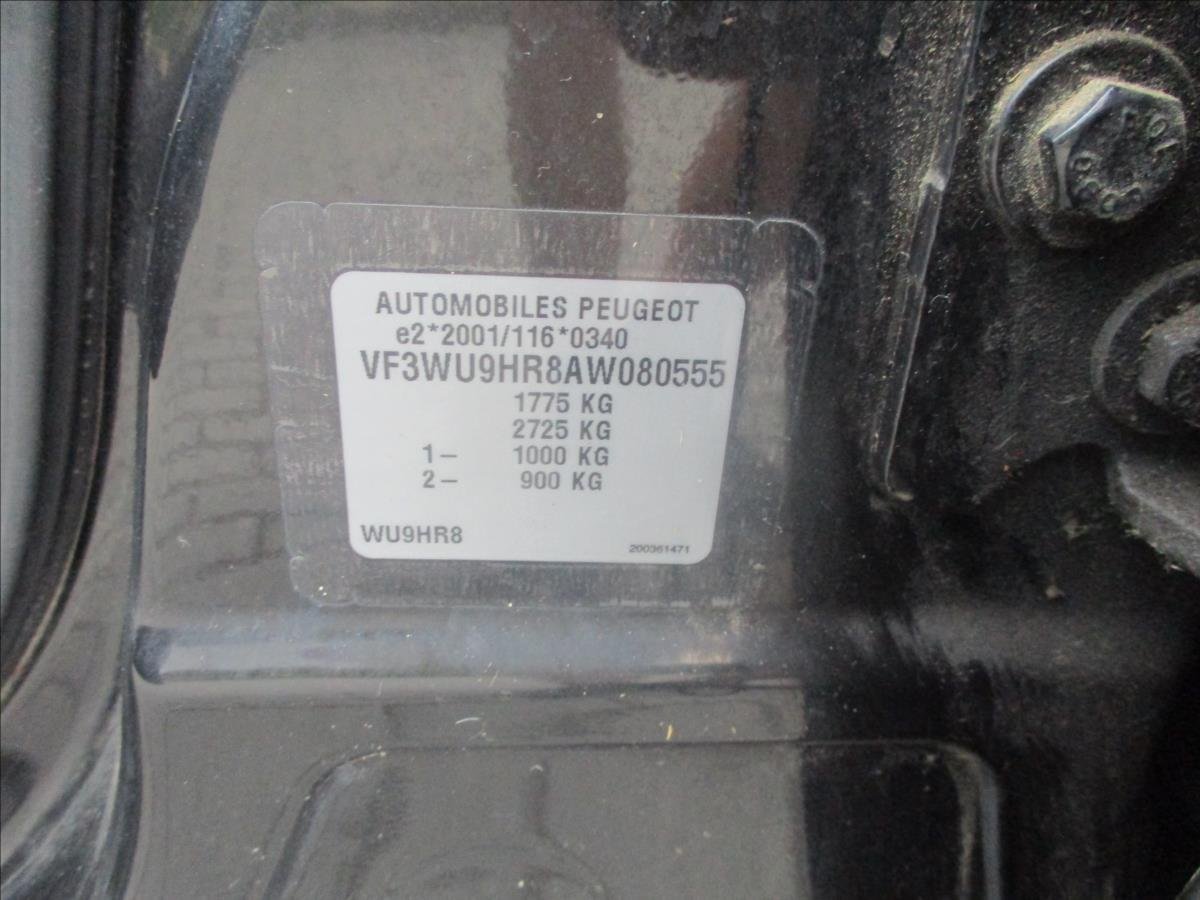 AUTOMOBILES PEUGEOT
e2*2001/116*0340
VF3WU9HR8AW080555
1775 KG
2725 KG
1– 1000 KG
2– 900 KG
WU9HR8
200361471